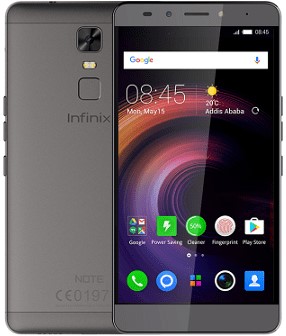 Infinix
NOTE
CE0197
08:45
Google
08:45
Mon, May15
20°C
Addis Ababa
Google
Power Saving
50%
Cleaner
Fingerprint
Play Store